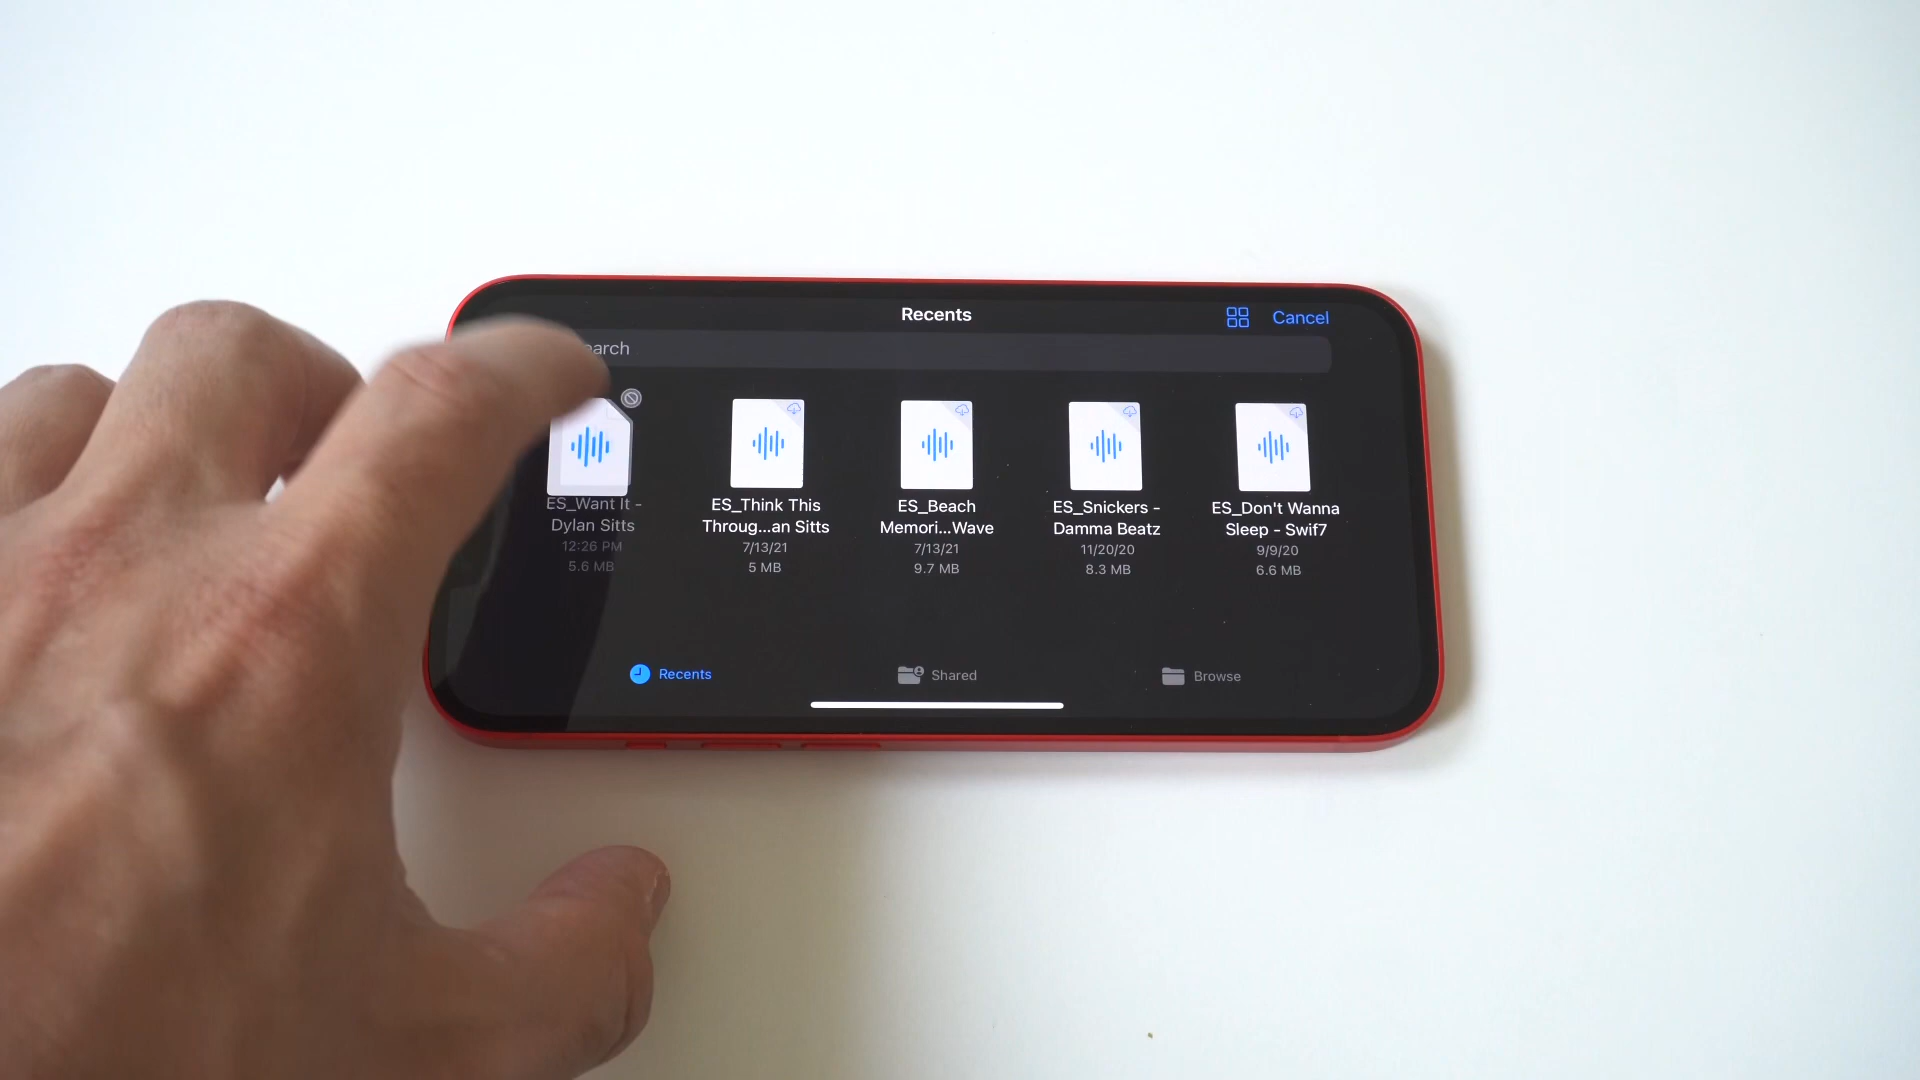 Recents
Cancel
earch
ES_Want It -
Dylan Sitts
12:26 PM
5.6 MB
ES_Think This
Throug...an Sitts
7/13/21
5 MB
ES_Beach
Memori...Wave
7/13/21
9.7 MB
ES_Snickers -
Damma Beatz
11/20/20
8.3 MB
ES_Don't Wanna
Sleep - Swif7
9/9/20
6.6 MB
Recents
Shared
Browse